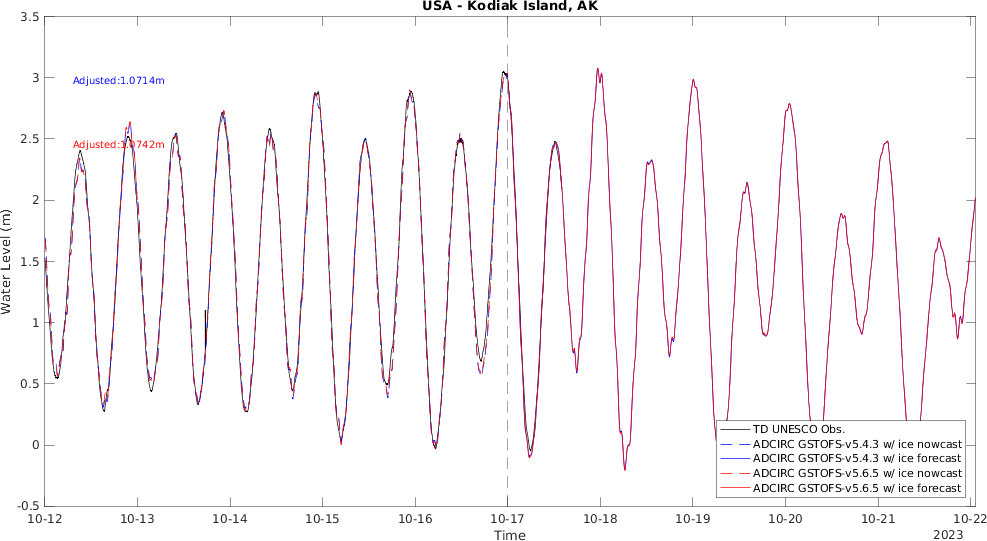 USA - Kodiak Island, AK
3.5
3
2.5
2
1.5
1
0.5
0
-0.5
Water Level (m)
Adjusted:1.0714m
Adjusted:1.0742m
TD UNESCO Obs.
ADCIRC GSTOFS-v5.4.3 w/ ice nowcast
ADCIRC GSTOFS-v5.4.3 w/ ice forecast
ADCIRC GSTOFS-v5.6.5 w/ ice nowcast
ADCIRC GSTOFS-v5.6.5 w/ ice forecast
10-12 10-13 10-14 10-15 10-16 10-17 10-18 10-19 10-20 10-21 10-22
Time
2023